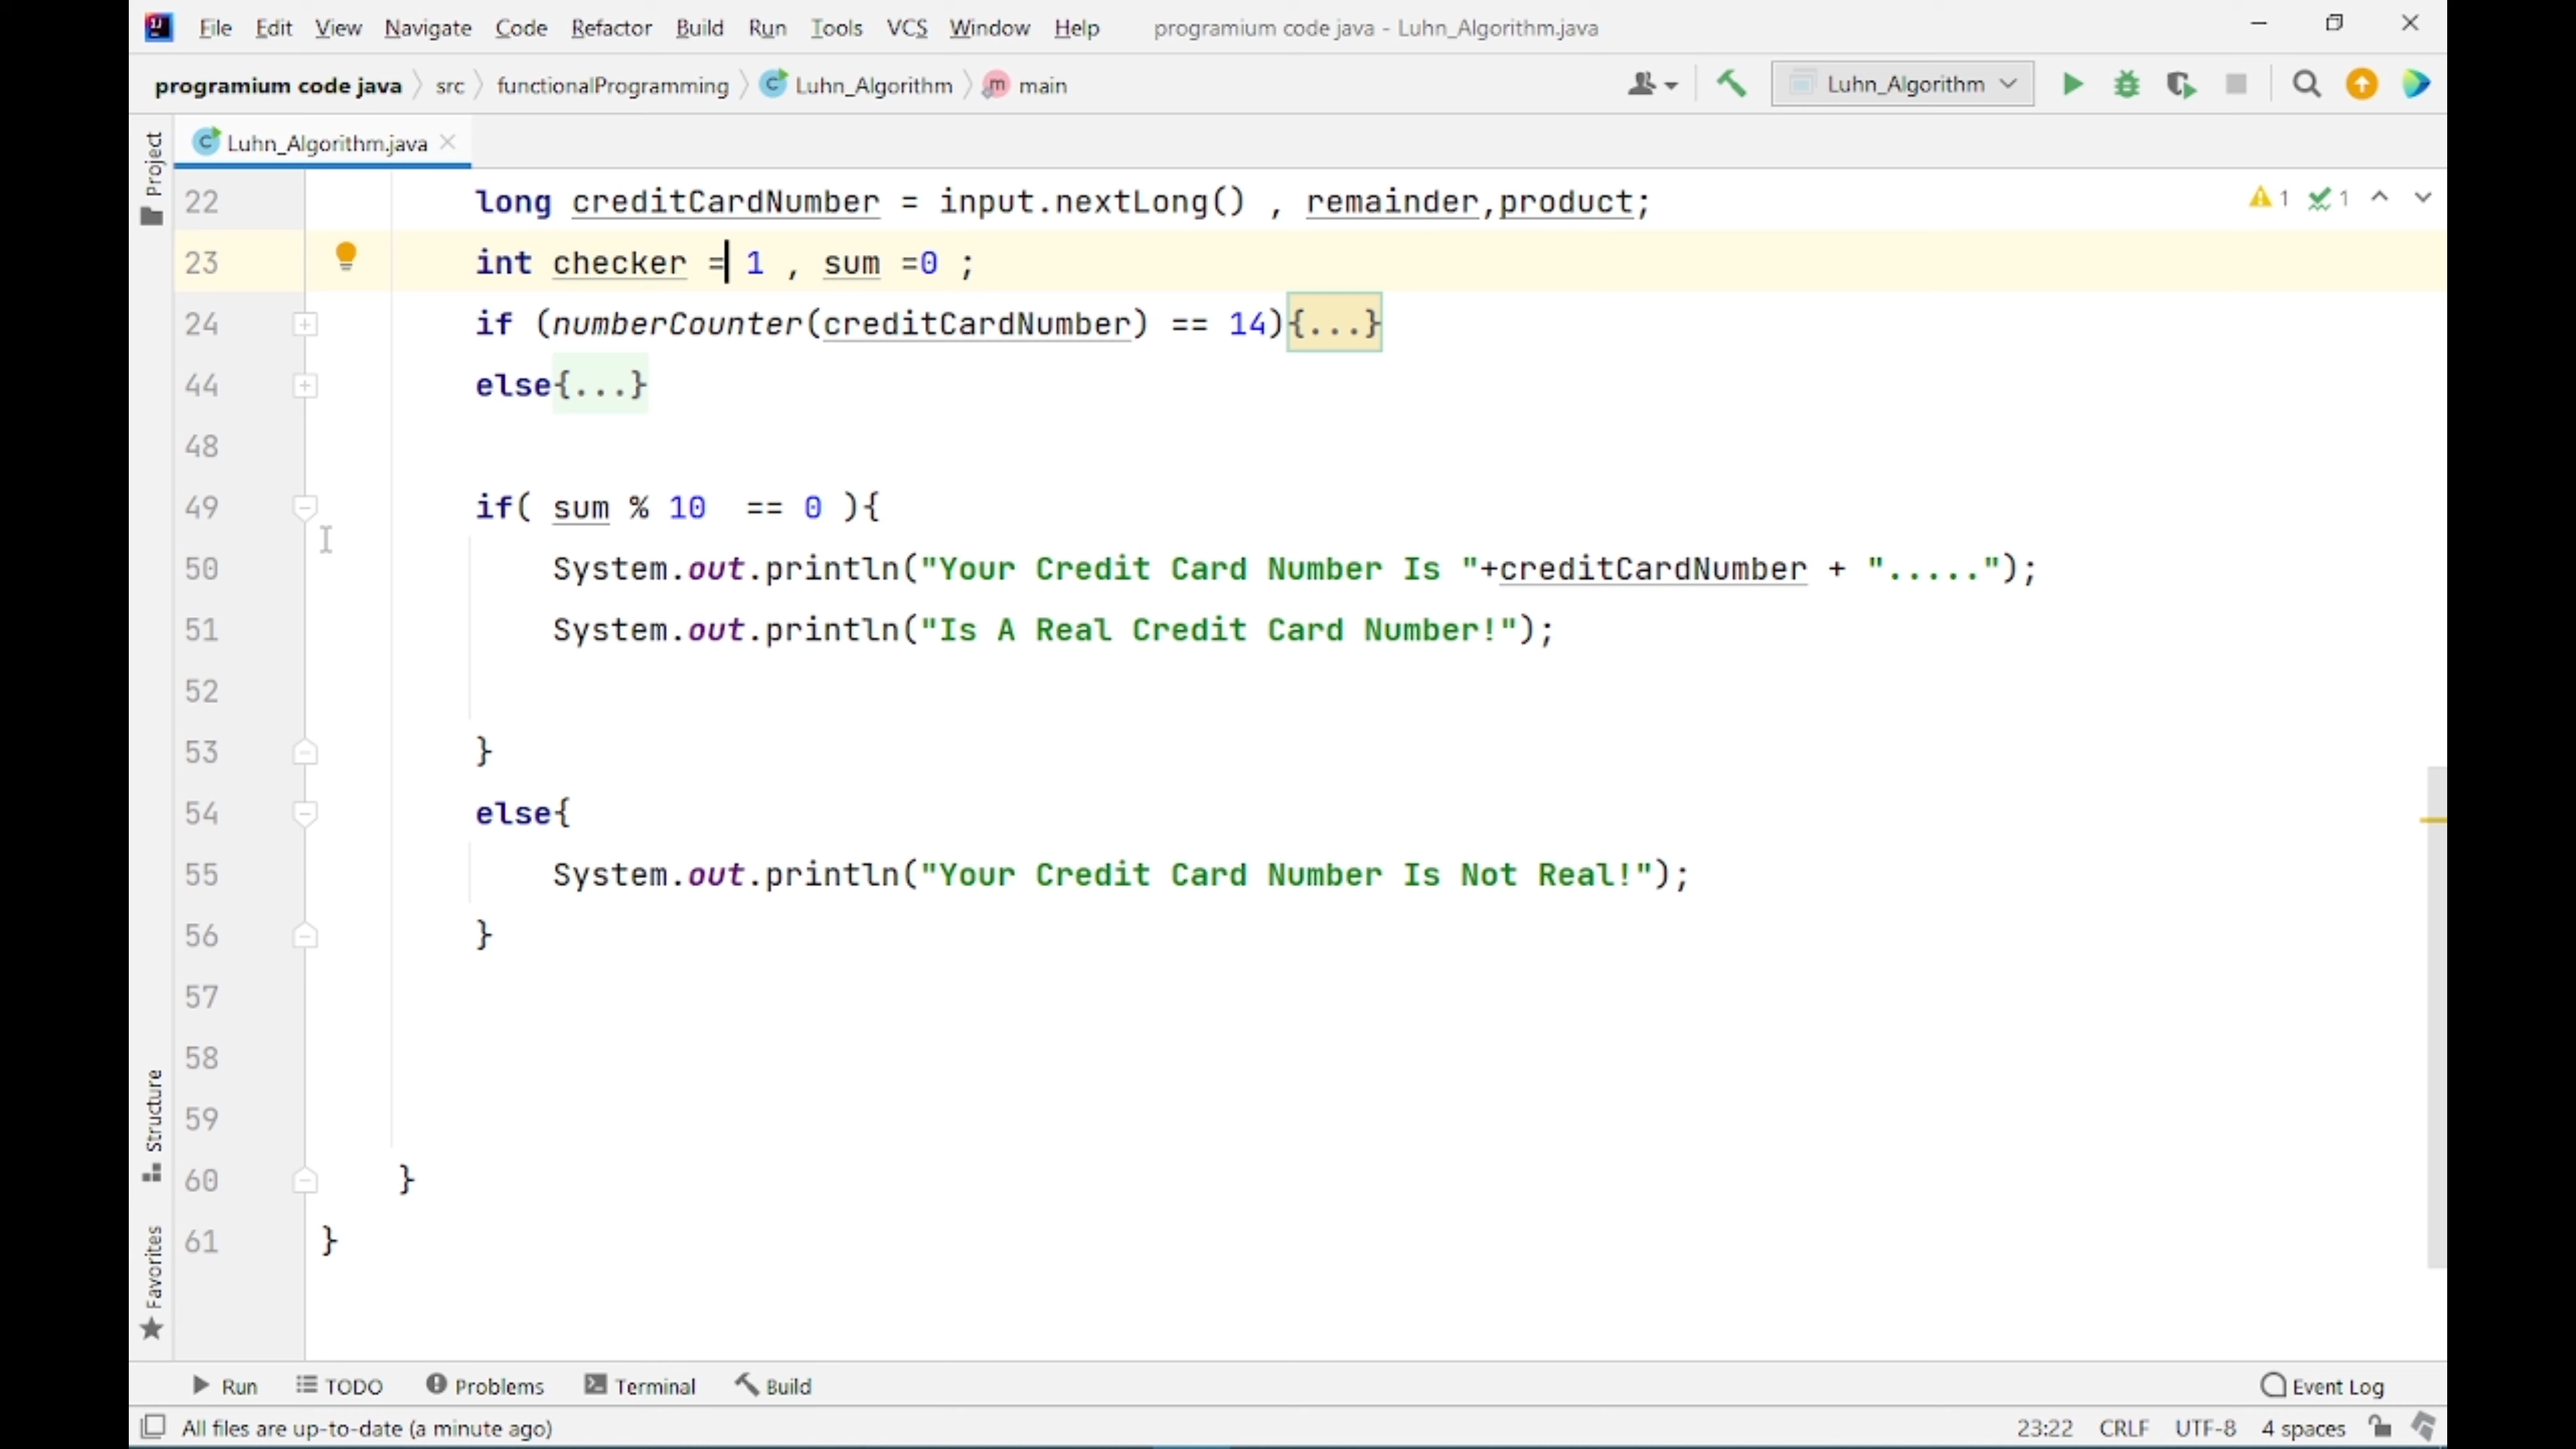 File Edit View Navigate Code Refactor Build Run Tools VCS Window Help programium code java - Luhn_Algorithm.java
programium code java src functionalProgramming Luhn_Algorithm main Luhn_Algorithm
Project
Luhn_Algorithm.java
22 long creditCardNumber = input.nextLong() , remainder,product;
1 1
23 int checker = 1 , sum =0 ;
24 if (numberCounter(creditCardNumber) == 14){...}
44 else{...}
48
49 if( sum % 10  == 0 ){
50 System.out.println("Your Credit Card Number Is "+creditCardNumber + ".....");
51 System.out.println("Is A Real Credit Card Number!");
52
53 }
54 else{
55 System.out.println("Your Credit Card Number Is Not Real!");
56 }
57
58
59
60 }
61 }
Structure
Favorites
Run TODO Problems Terminal Build Event Log
All files are up-to-date (a minute ago) 23:22 CRLF UTF-8 4 spaces